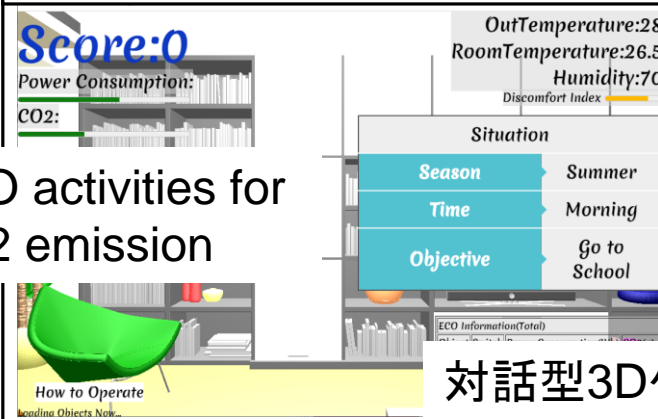 Score:0
OutTemperature:28
RoomTemperature:26.5
Power Consumption:
Humidity:70
Discomfort Index
CO2:
Situation
Season Summer
Time Morning
Objective Go to
School
activities for
emission
ECO Information(Total)
対話型3D
How to Operate
Loading Objects Now...